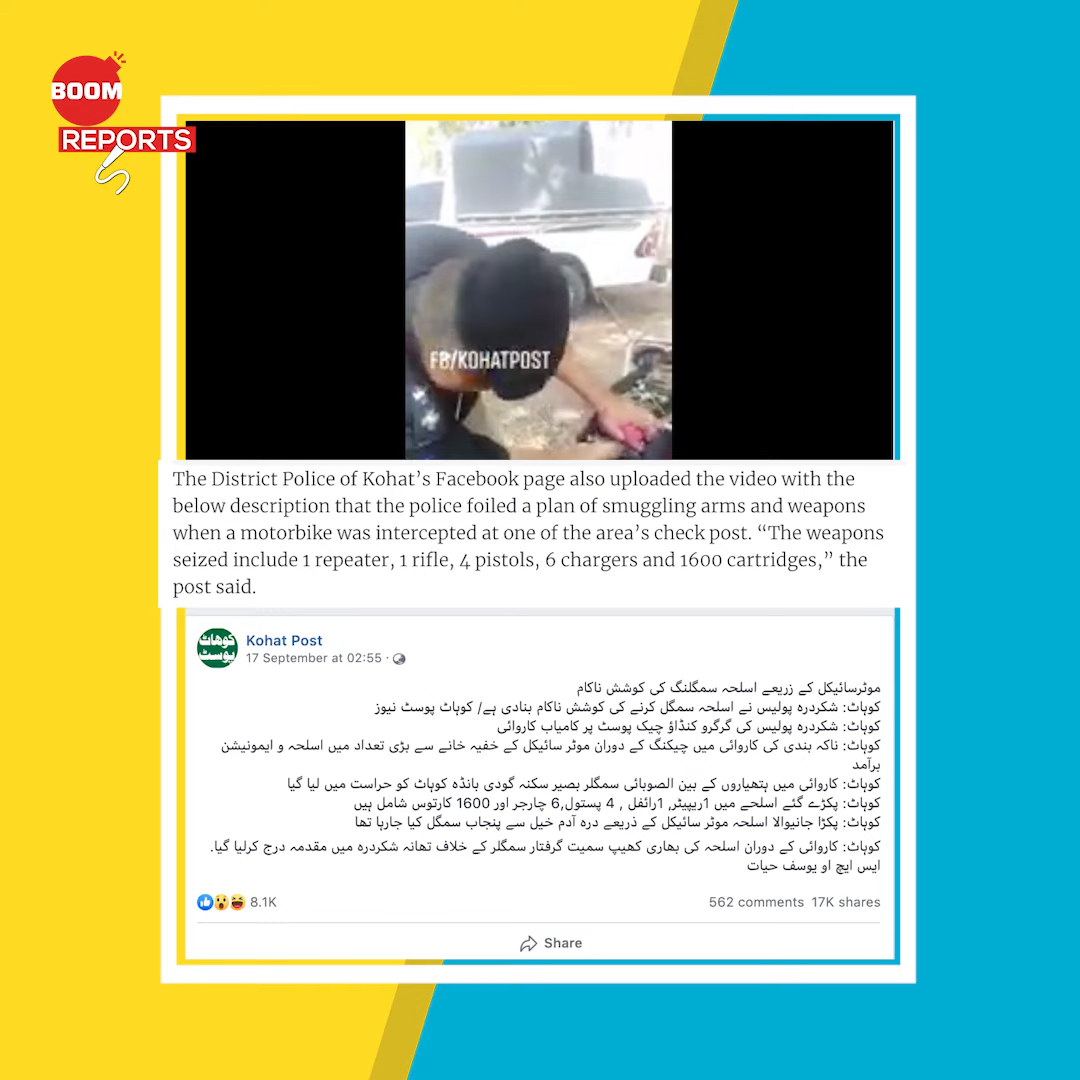 BOOM
REPORTS
FB/KOHATPOST
The District Police of Kohat's Facebook page also uploaded the video with the
below description that the police foiled a plan of smuggling arms and weapons
when a motorbike was intercepted at one of the area's check post. “The weapons
seized include 1 repeater, 1 rifle, 4 pistols, 6 chargers and 1600 cartridges,” the
post said.
کوہاٹ
پوسٹ
Kohat Post
17 September at 02:55 ·
موٹرسائیکل کے زریعے اسلحہ سمگلنگ کی کوشش ناکام
کوہاٹ: شکردرہ پولیس نے اسلحہ سمگل کرنے کی کوشش ناکام بنادی ہے/ کوہاٹ پوسٹ نیوز
کوہاٹ: شکردرہ پولیس کی گرگرو کنڈاؤ چیک پوسٹ پر کامیاب کاروائی
کوہاٹ: ناکہ بندی کی کاروائی میں چیکنگ کے دوران موٹر سائیکل کے خفیہ خانے سے بڑی تعداد میں اسلحہ و ایمونیشن
برآمد
کوہاٹ: کاروائی میں ہتھیاروں کے بین الصوبائی سمگلر بصیر سکنہ گودی بانڈہ کوہاٹ کو حراست میں لیا گیا
کوہاٹ: پکڑے گئے اسلحے میں 1ریپیٹر, 1رائفل , 4 پستول,6 چارجر اور 1600 کارتوس شامل ہیں
کوہاٹ: پکڑا جانیوالا اسلحہ موٹر سائیکل کے ذریعے درہ آدم خیل سے پنجاب سمگل کیا جارہا تھا
کوہاٹ: کاروائی کے دوران اسلحہ کی بھاری کھیپ سمیت گرفتار سمگلر کے خلاف تھانہ شکردرہ میں مقدمہ درج کرلیا گیا.
ایس ایچ او یوسف حیات
8.1K
562 comments 17K shares
Share